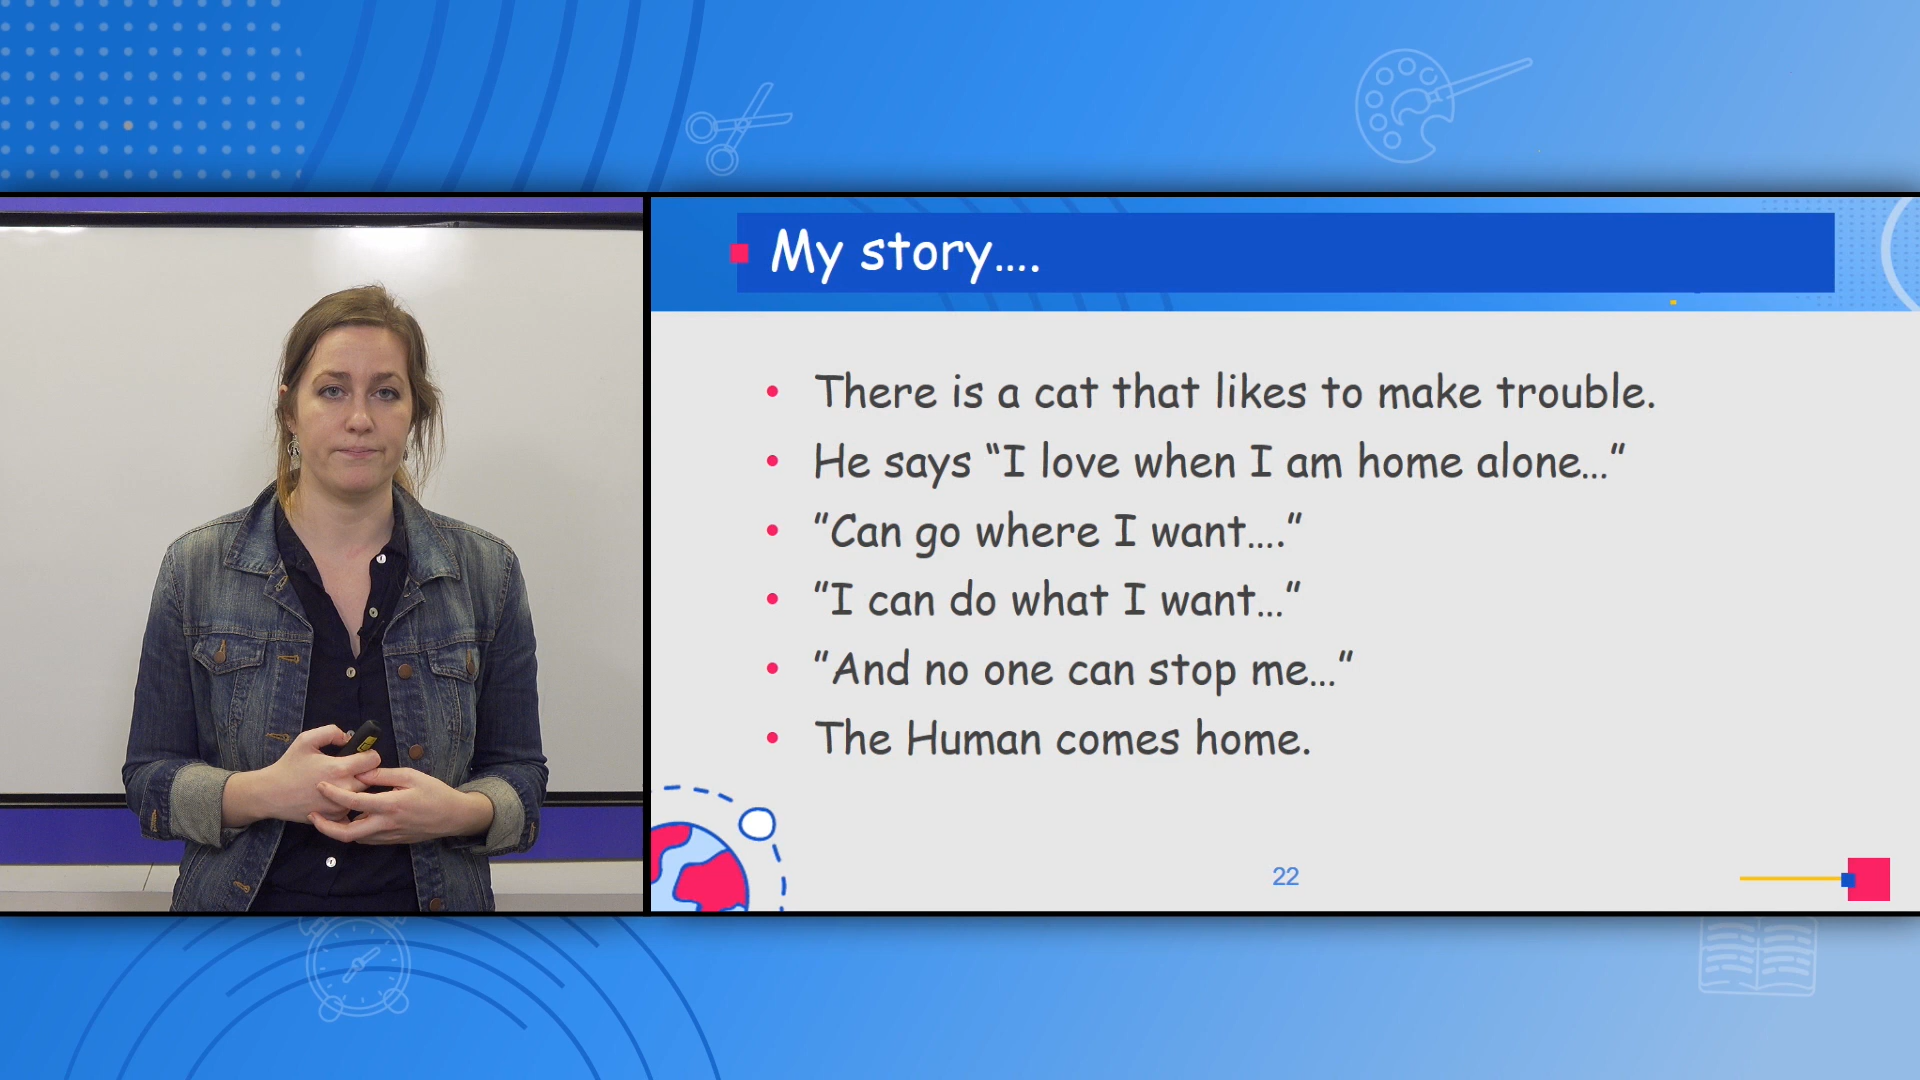 My story....
• There is a cat that likes to make trouble.
• He says “I love when I am home alone...”
• ”Can go where I want....”
• ”I can do what I want...”
• ”And no one can stop me...”
• The Human comes home.
22